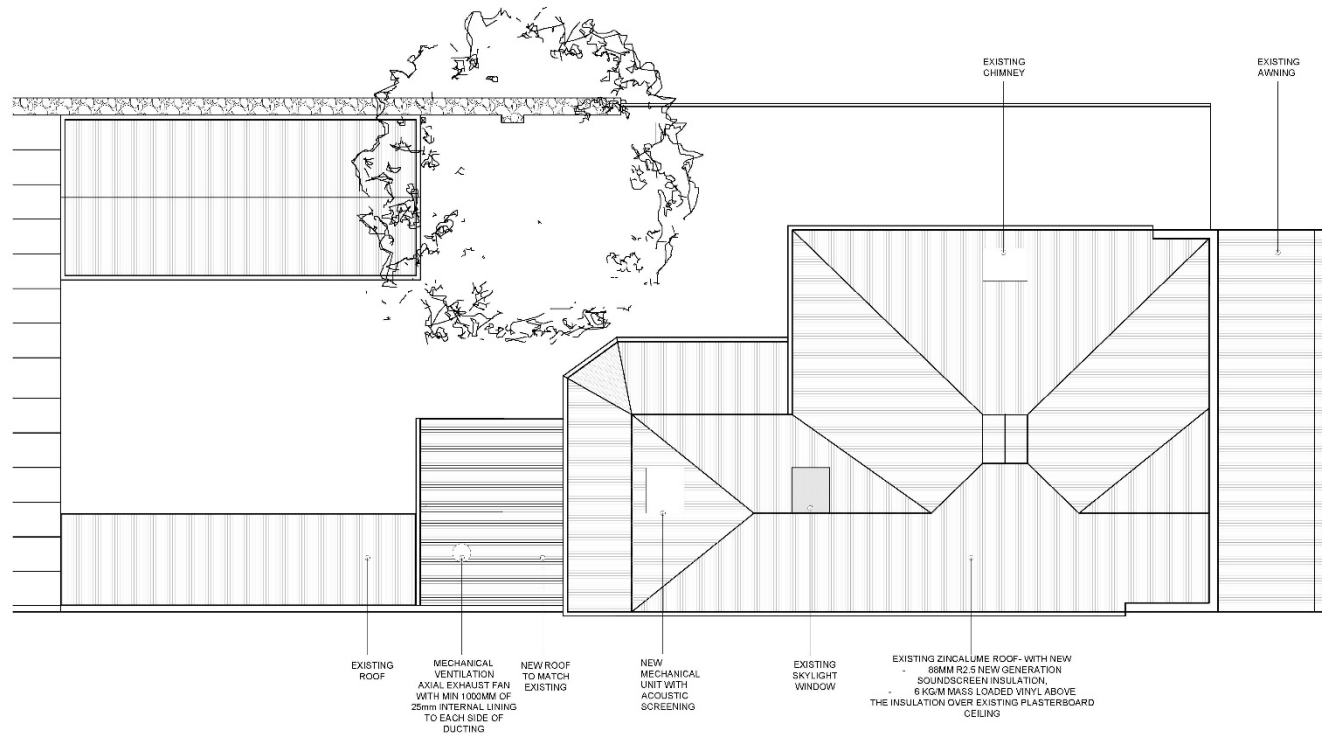 EXISTING
CHIMNEY
EXISTING
AWNING
EXISTING
ROOF
MECHANICAL
VENTILATION
AXIAL EXHAUST FAN
WITH MIN 1000MM OF
25mm INTERNAL LINING
TO EACH SIDE OF
DUCTING
NEW ROOF
TO MATCH
EXISTING
NEW
MECHANICAL
UNIT WITH
ACOUSTIC
SCREENING
EXISTING
SKYLIGHT
WINDOW
EXISTING ZINCALUME ROOF- WITH NEW
- 88MM R2.5 NEW GENERATION
SOUNDSCREEN INSULATION,
- 6 KG/M MASS LOADED VINYL ABOVE
THE INSULATION OVER EXISTING PLASTERBOARD
CEILING